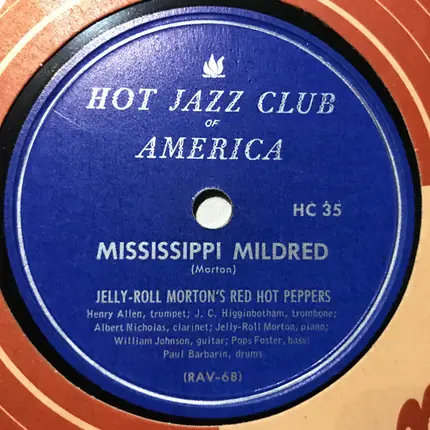 HOT JAZZ CLUB
OF
AMERICA
HC 35
MISSISSIPPI MILDRED
(Morton)
JELLY-ROLL MORTON'S RED HOT PEPPERS
Henry Allen, trumpet; J. C. Higginbotham, trombone;
Albert Nicholas, clarinet; Jelly-Roll Morton, piano;
William Johnson, guitar; Pops Foster, bass;
Paul Barbarin, drums.
(RAV-68)